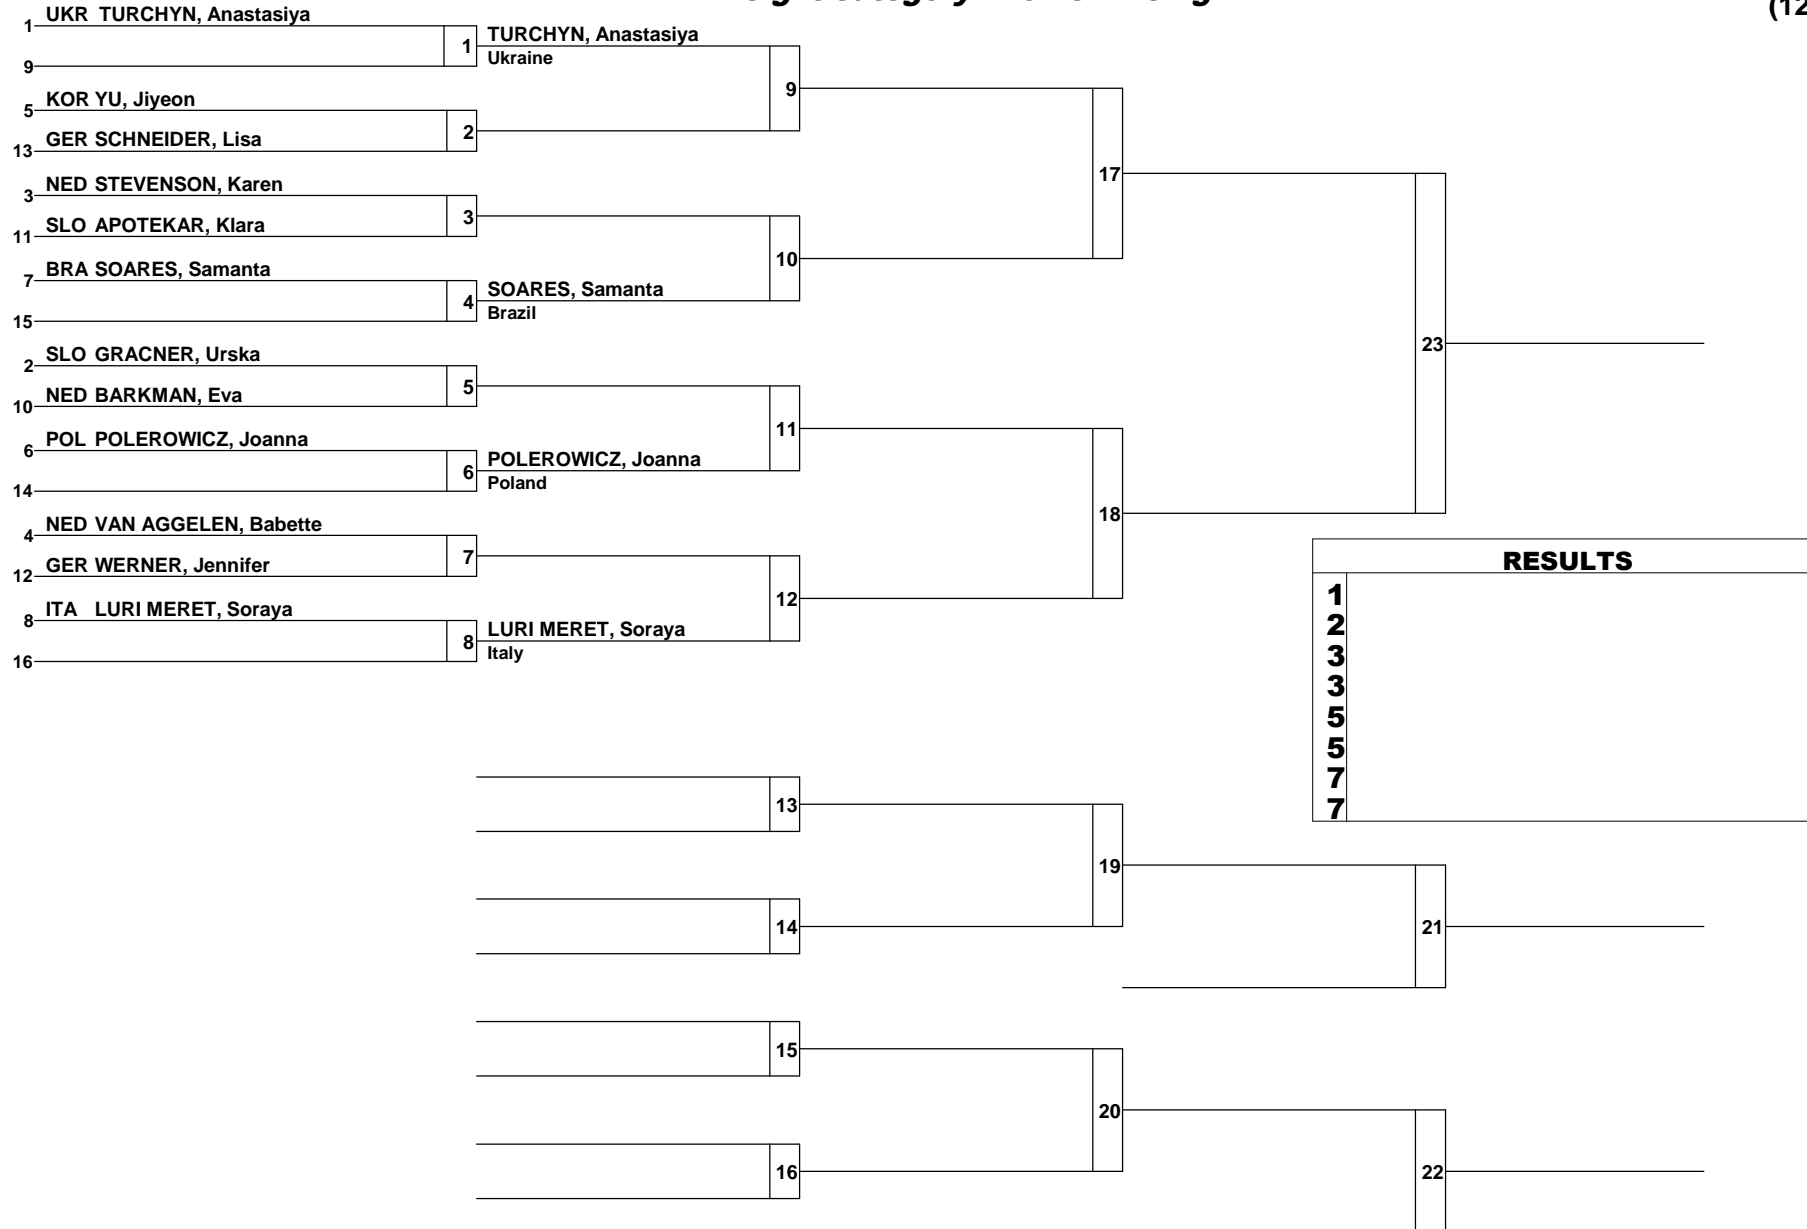 (12
1 UKR TURCHYN, Anastasiya
9
1
TURCHYN, Anastasiya
Ukraine
5 KOR YU, Jiyeon
13 GER SCHNEIDER, Lisa
2
9
3 NED STEVENSON, Karen
11 SLO APOTEKAR, Klara
3
7 BRA SOARES, Samanta
15
4
SOARES, Samanta
Brazil
10
17
2 SLO GRACNER, Urska
10 NED BARKMAN, Eva
5
6 POL POLEROWICZ, Joanna
14
6
POLEROWICZ, Joanna
Poland
11
4 NED VAN AGGELEN, Babette
12 GER WERNER, Jennifer
7
8 ITA LURI MERET, Soraya
16
8
LURI MERET, Soraya
Italy
12
18
23
RESULTS
1
2
3
3
5
5
7
7
13
14
19
21
15
16
20
22